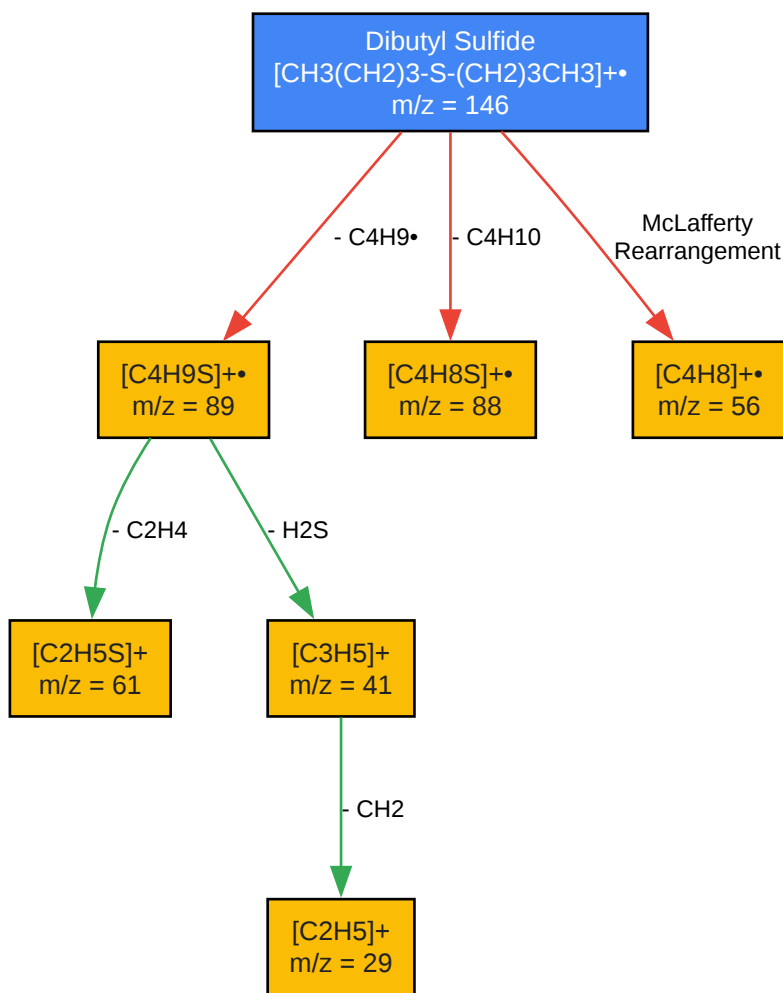 Dibutyl Sulfide
[CH3(CH2)3-S-(CH2)3CH3]+•
m/z = 146
- C4H9•
- C4H10
McLafferty
Rearrangement
[C4H9S]+•
m/z = 89
[C4H8S]+•
m/z = 88
[C4H8]+•
m/z = 56
- C2H4
- H2S
[C2H5S]+
m/z = 61
[C3H5]+
m/z = 41
- CH2
[C2H5]+
m/z = 29